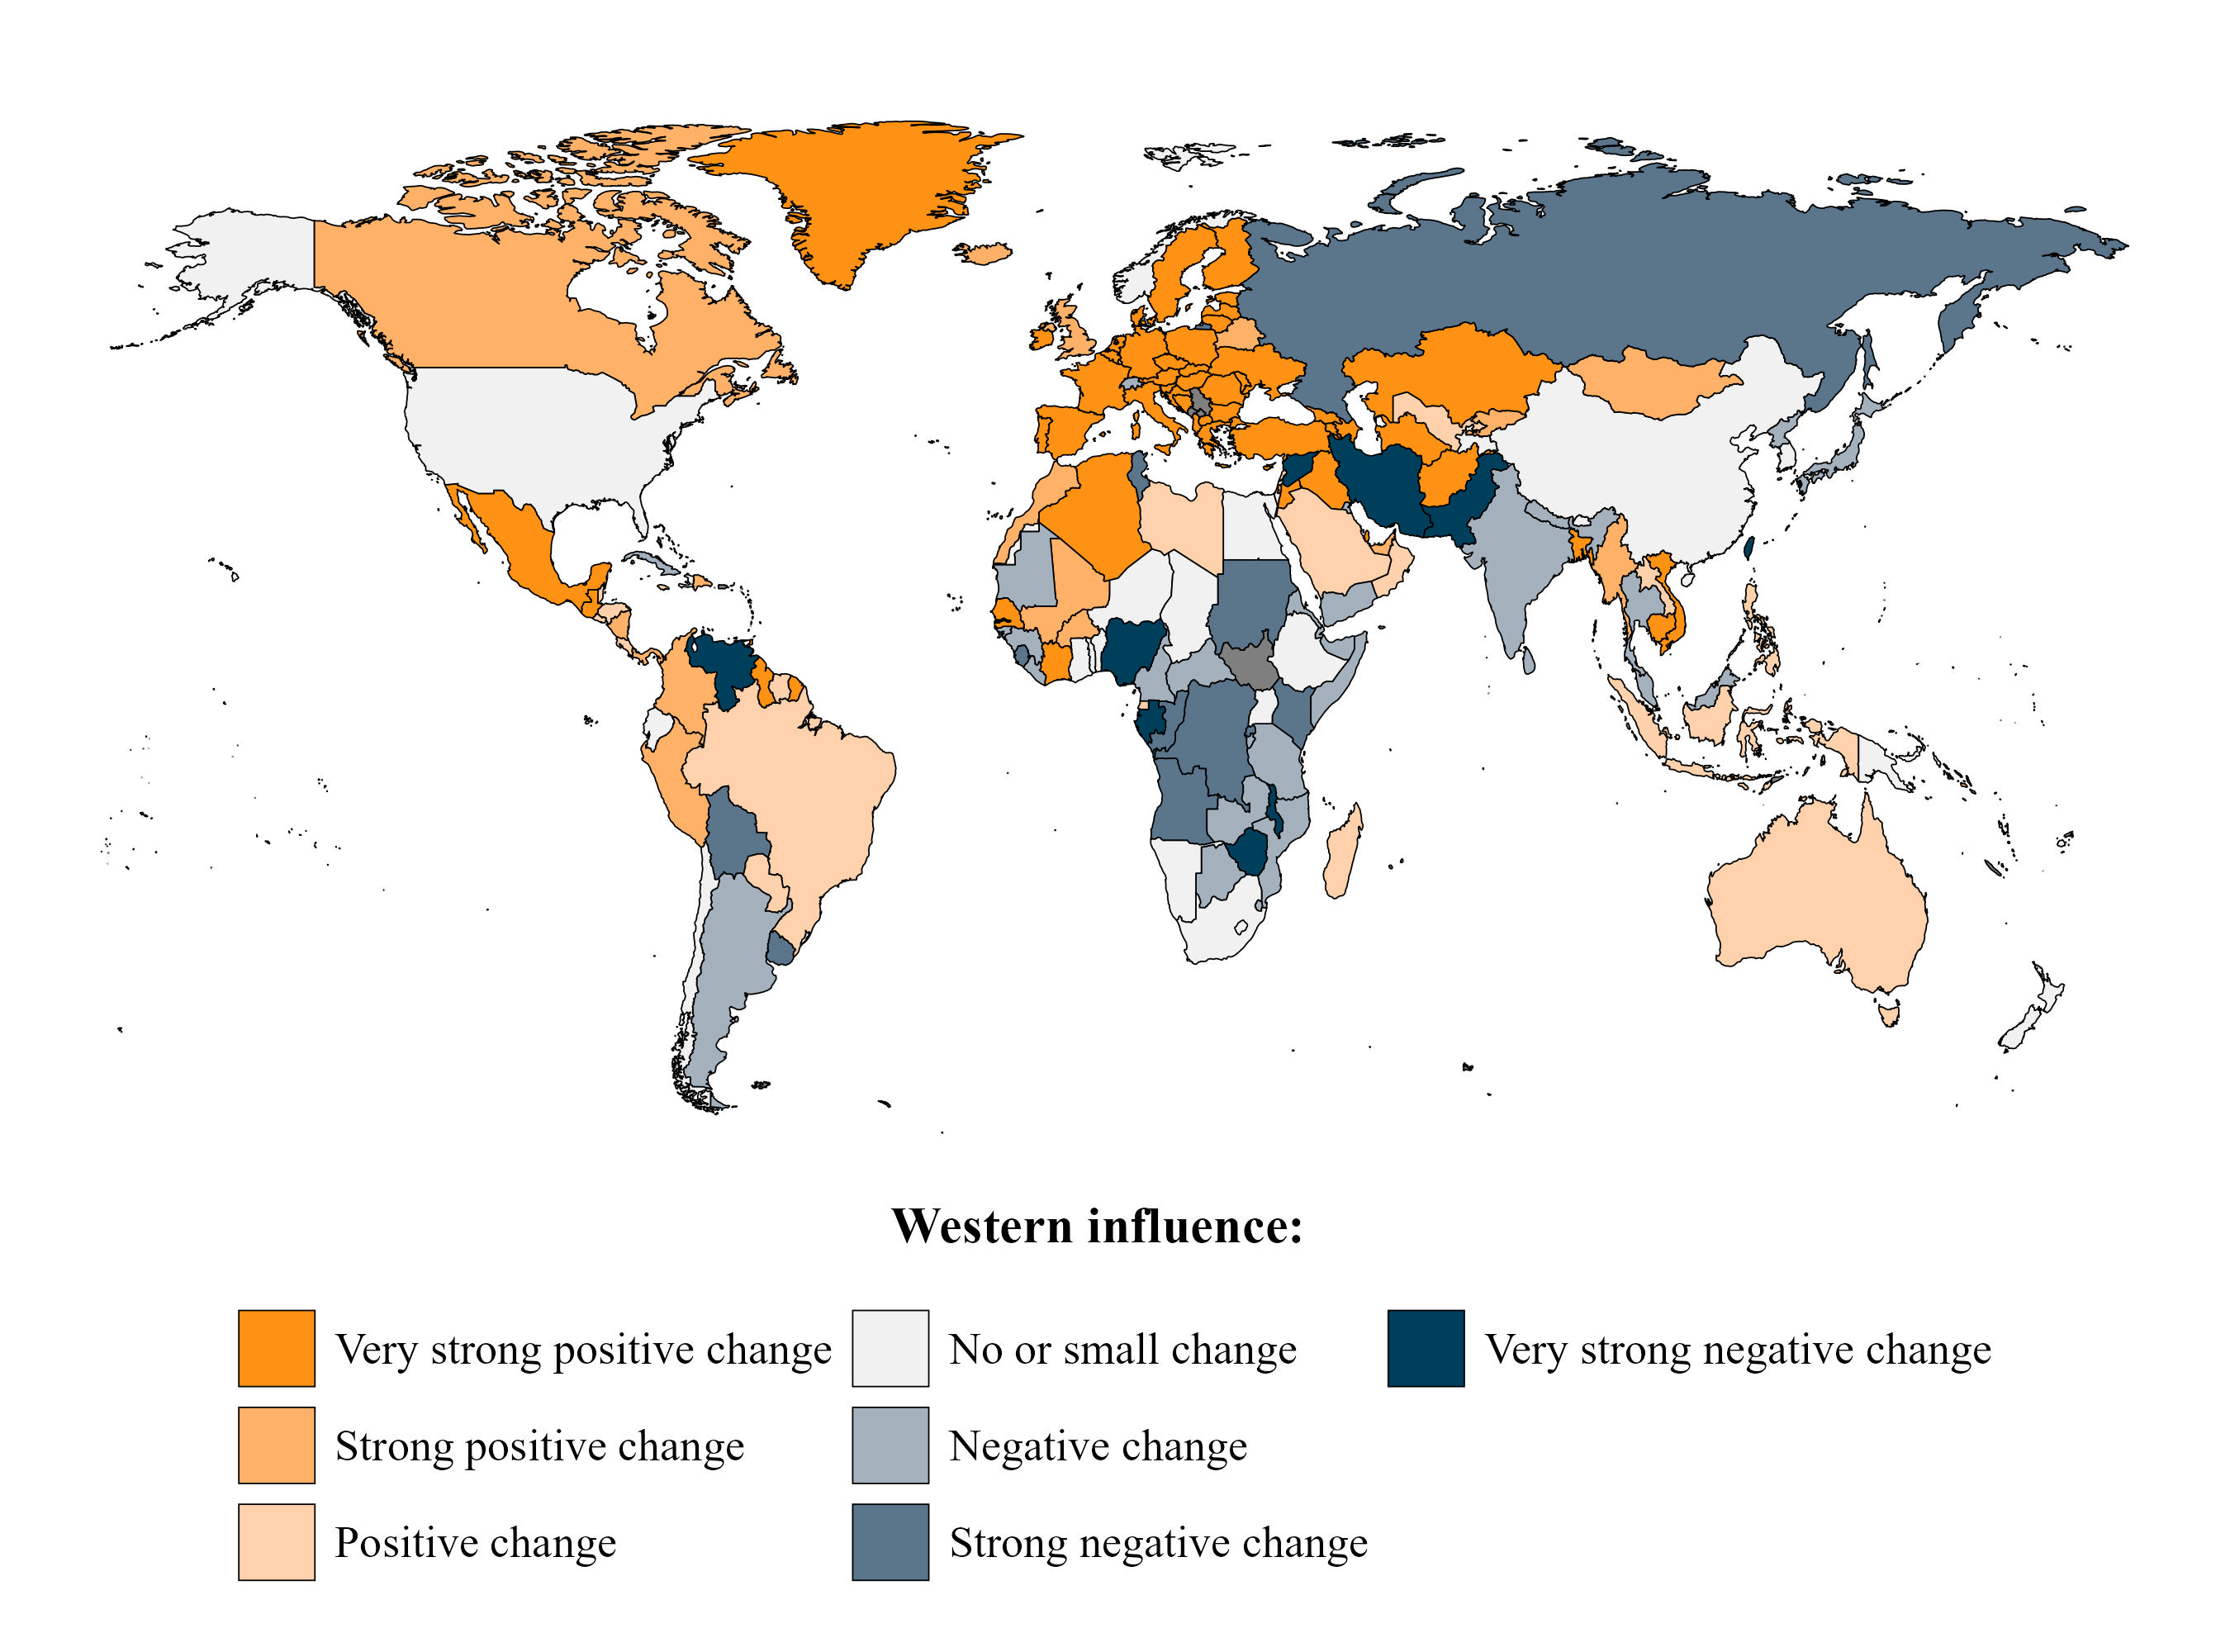 Western influence:
Very strong positive change
No or small change
Very strong negative change
Strong positive change
Negative change
Positive change
Strong negative change